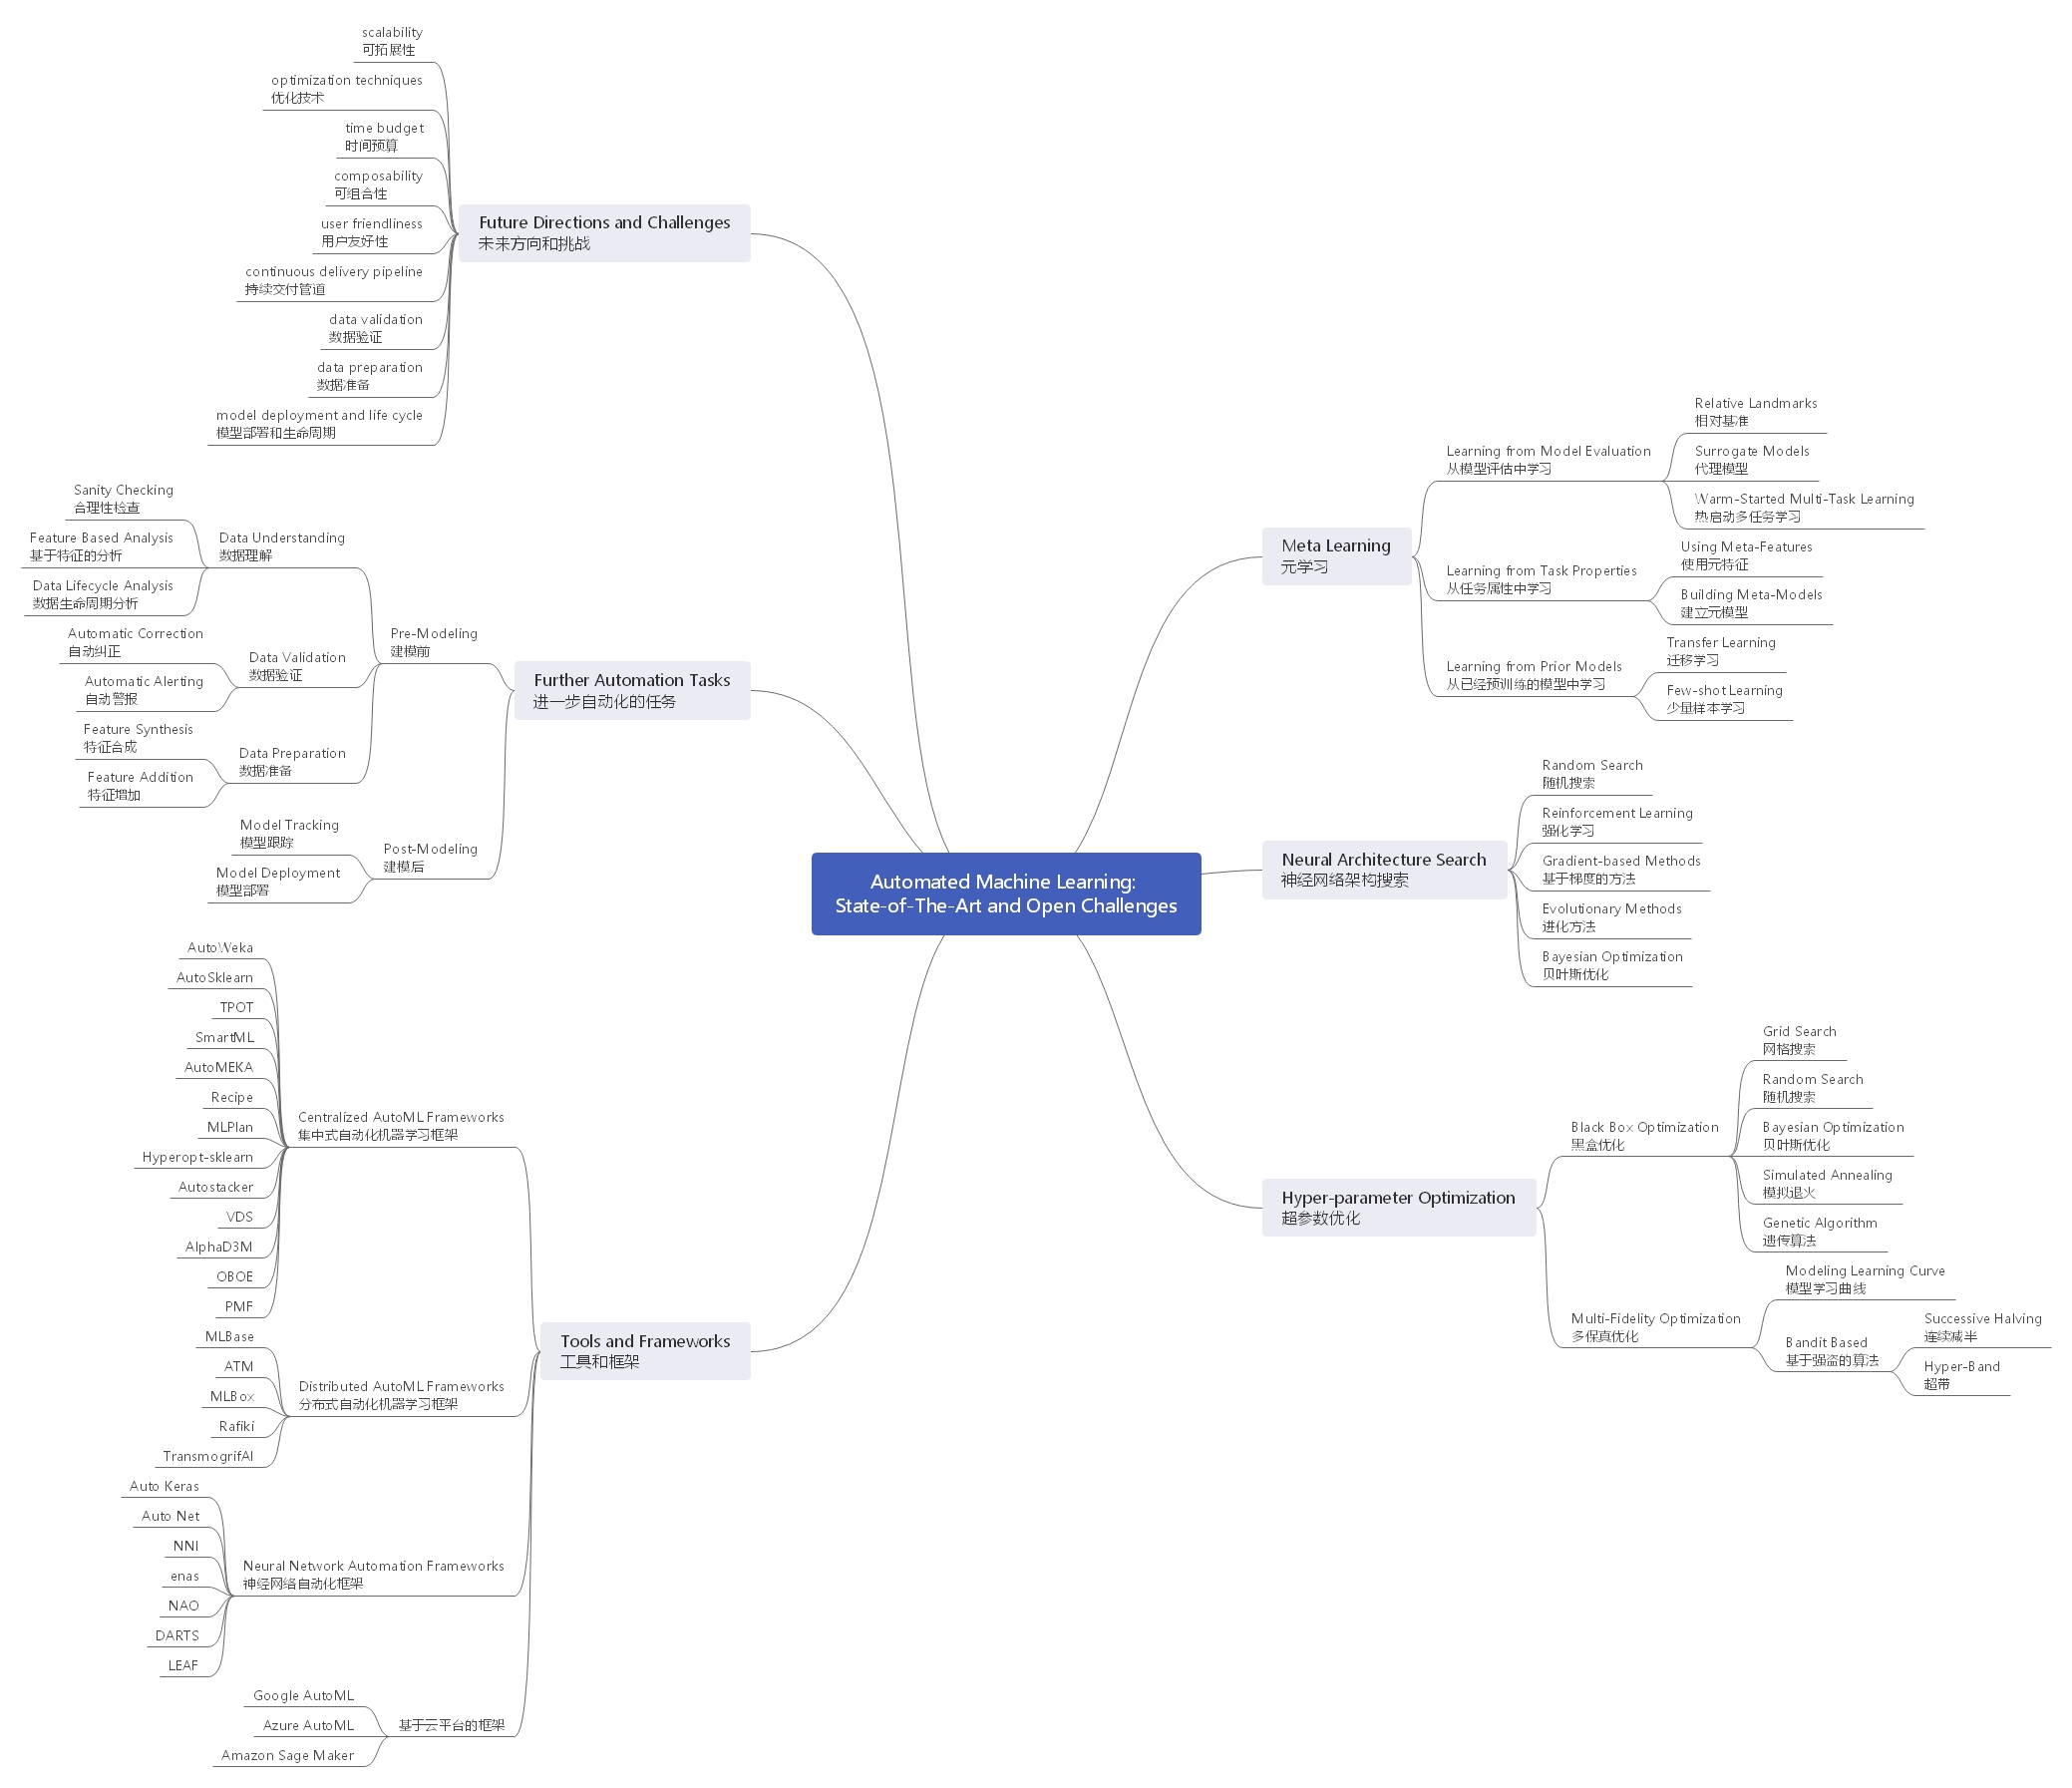 Automated Machine Learning:
State-of-The-Art and Open Challenges
Meta Learning
元学习
Learning from Model Evaluation
从模型评估中学习
Relative Landmarks
相对基准
Surrogate Models
代理模型
Warm-Started Multi-Task Learning
热启动多任务学习
Learning from Task Properties
从任务属性中学习
Using Meta-Features
使用元特征
Building Meta-Models
建立元模型
Learning from Prior Models
从已经预训练的模型中学习
Transfer Learning
迁移学习
Few-shot Learning
少量样本学习
Neural Architecture Search
神经网络架构搜索
Random Search
随机搜索
Reinforcement Learning
强化学习
Gradient-based Methods
基于梯度的方法
Evolutionary Methods
进化方法
Bayesian Optimization
贝叶斯优化
Hyper-parameter Optimization
超参数优化
Black Box Optimization
黑盒优化
Grid Search
网格搜索
Random Search
随机搜索
Bayesian Optimization
贝叶斯优化
Simulated Annealing
模拟退火
Genetic Algorithm
遗传算法
Multi-Fidelity Optimization
多保真优化
Modeling Learning Curve
模型学习曲线
Bandit Based
基于强盗的算法
Successive Halving
连续减半
Hyper-Band
超带
Future Directions and Challenges
未来方向和挑战
scalability
可拓展性
optimization techniques
优化技术
time budget
时间预算
composability
可组合性
user friendliness
用户友好性
continuous delivery pipeline
持续交付管道
data validation
数据验证
data preparation
数据准备
model deployment and life cycle
模型部署和生命周期
Further Automation Tasks
进一步自动化的任务
Pre-Modeling
建模前
Data Understanding
数据理解
Sanity Checking
合理性检查
Feature Based Analysis
基于特征的分析
Data Lifecycle Analysis
数据生命周期分析
Data Validation
数据验证
Automatic Correction
自动纠正
Automatic Alerting
自动警报
Data Preparation
数据准备
Feature Synthesis
特征合成
Feature Addition
特征增加
Post-Modeling
建模后
Model Tracking
模型跟踪
Model Deployment
模型部署
Tools and Frameworks
工具和框架
Centralized AutoML Frameworks
集中式自动化机器学习框架
AutoWeka
AutoSklearn
TPOT
SmartML
AutoMEKA
Recipe
MLPlan
Hyperopt-sklearn
Autostacker
VDS
AlphaD3M
OBOE
PMF
Distributed AutoML Frameworks
分布式自动化机器学习框架
MLBase
ATM
MLBox
Rafiki
TransmogrifAI
Neural Network Automation Frameworks
神经网络自动化框架
Auto Keras
Auto Net
NNI
enas
NAO
DARTS
LEAF
基于云平台的框架
Google AutoML
Azure AutoML
Amazon Sage Maker